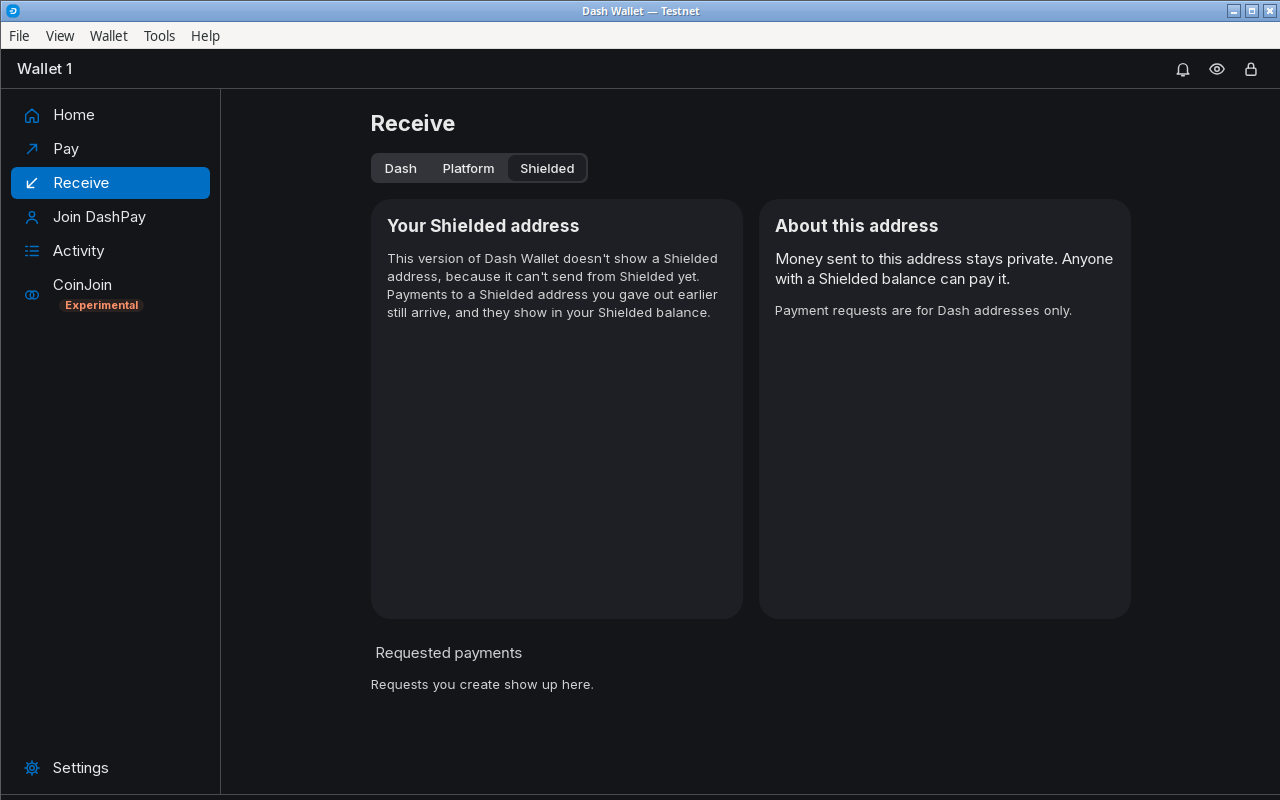 Dash Wallet — Testnet
File View Wallet Tools Help
Wallet 1
Home
Pay
Receive
Join DashPay
Activity
CoinJoin
Experimental
Settings
Receive
Dash Platform Shielded
Your Shielded address
This version of Dash Wallet doesn't show a Shielded
address, because it can't send from Shielded yet.
Payments to a Shielded address you gave out earlier
still arrive, and they show in your Shielded balance.
About this address
Money sent to this address stays private. Anyone
with a Shielded balance can pay it.
Payment requests are for Dash addresses only.
Requested payments
Requests you create show up here.